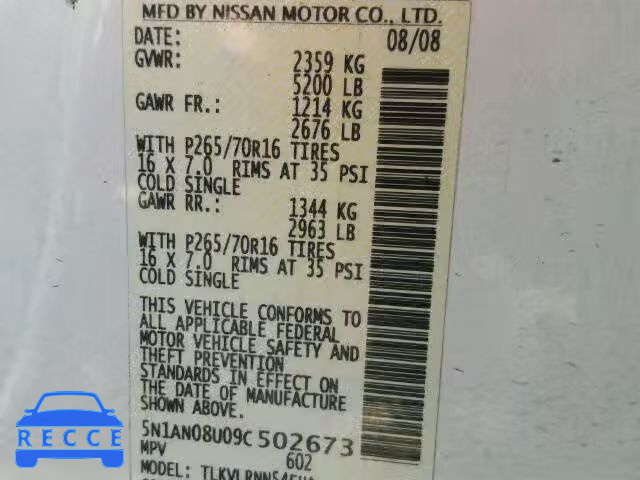 MFD BY NISSAN MOTOR CO., LTD.
DATE: 08/08
GVWR: 2359 KG
5200 LB
GAWR FR.: 1214 KG
2676 LB
WITH P265/70R16 TIRES
16 X 7.0 RIMS AT 35 PSI
COLD SINGLE
GAWR RR.: 1344 KG
2963 LB
WITH P265/70R16 TIRES
16 X 7.0 RIMS AT 35 PSI
COLD SINGLE
THIS VEHICLE CONFORMS TO
ALL APPLICABLE FEDERAL
MOTOR VEHICLE SAFETY AND
THEFT PREVENTION
STANDARDS IN EFFECT ON
THE DATE OF MANUFACTURE
SHOWN ABOVE.
5N1AN08U09C502673
MPV 602
MODEL:
RECCE
RECCE